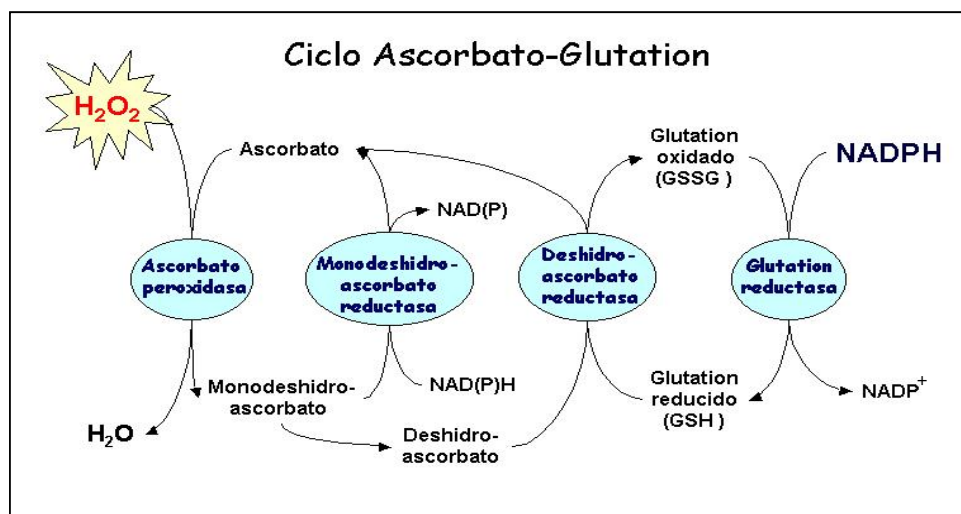 Ciclo Ascorbato-Glutation
H2O2
Ascorbato
Glutation
oxidado
(GSSG )
NADPH
NAD(P)
Ascorbato
peroxidasa
Monodeshidro-
ascorbato
reductasa
Deshidro-
ascorbato
reductasa
Glutation
reductasa
Monodeshidro-
ascorbato
NAD(P)H
Glutation
reducido
(GSH )
NADP+
H2O
Deshidro-
ascorbato